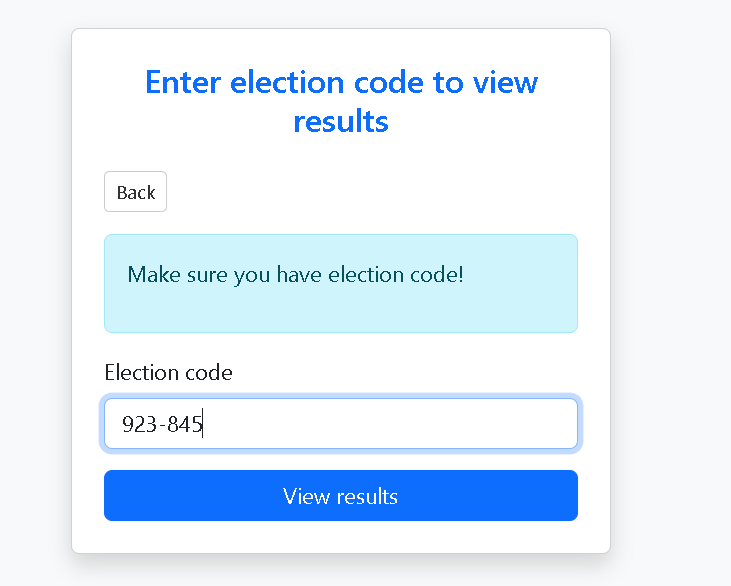 Enter election code to view
results
Back
Make sure you have election code!
Election code
923-845
View results